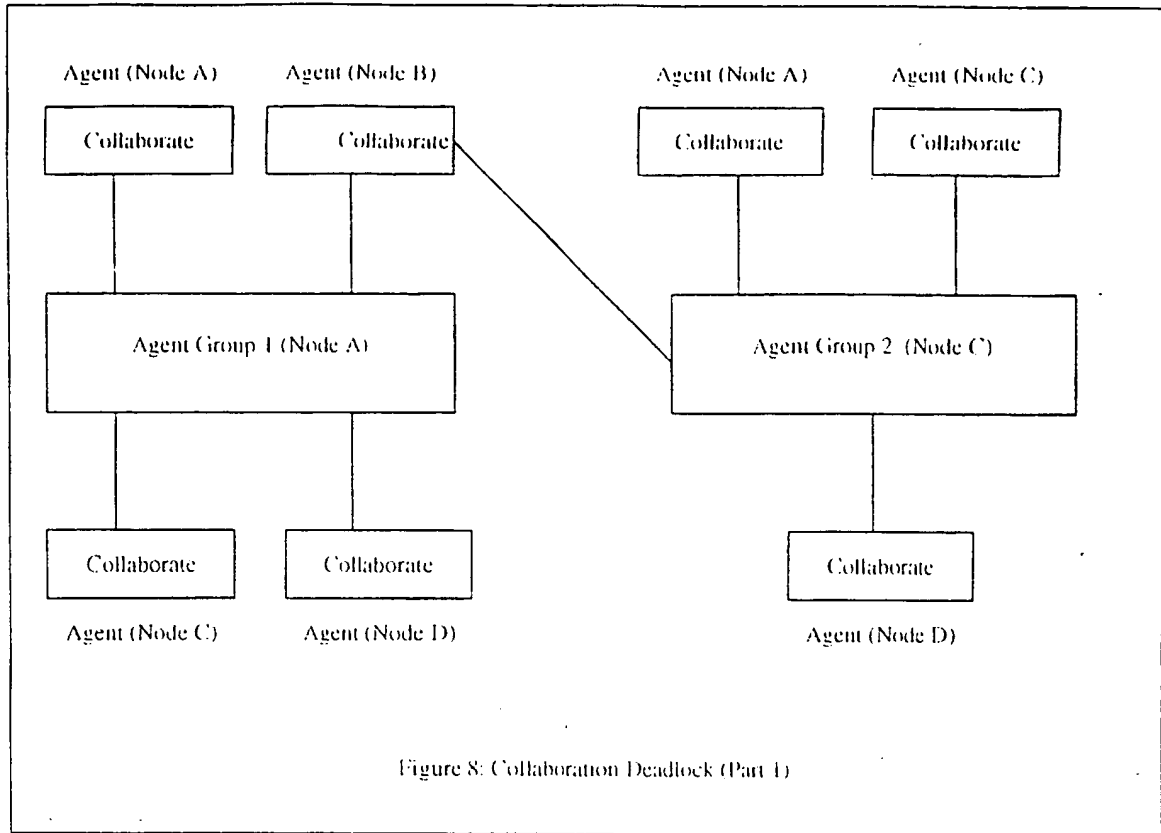 Agent (Node A) Agent (Node B) Agent (Node A) Agent (Node C)
Collaborate Collaborate Collaborate Collaborate
Agent Group 1 (Node A) Agent Group 2 (Node C)
Collaborate Collaborate Collaborate
Agent (Node C) Agent (Node D) Agent (Node D)
Figure 8: Collaboration Deadlock (Part 1)